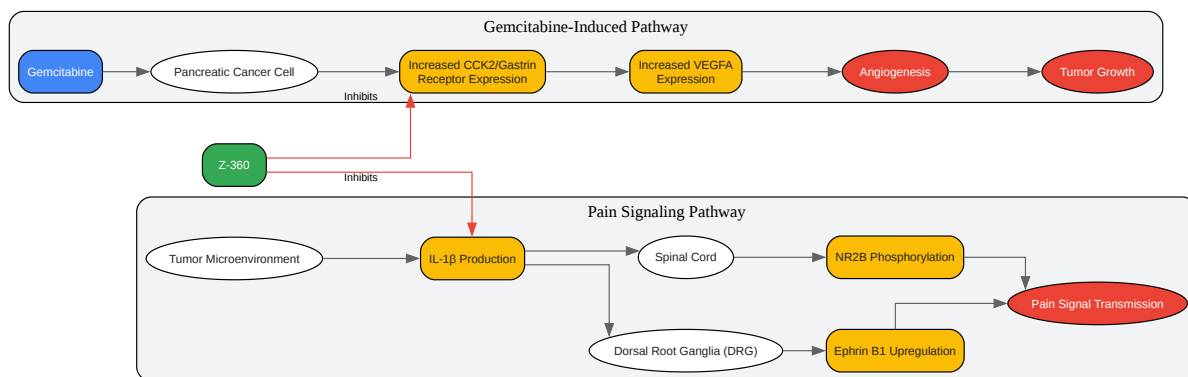 Gemcitabine-Induced Pathway
Gemcitabine
Pancreatic Cancer Cell
Increased CCK2/Gastrin
Receptor Expression
Increased VEGFA
Expression
Angiogenesis
Tumor Growth
Inhibits
Z-360
Inhibits
Pain Signaling Pathway
Tumor Microenvironment
IL-1β Production
Spinal Cord
NR2B Phosphorylation
Pain Signal Transmission
Dorsal Root Ganglia (DRG)
Ephrin B1 Upregulation